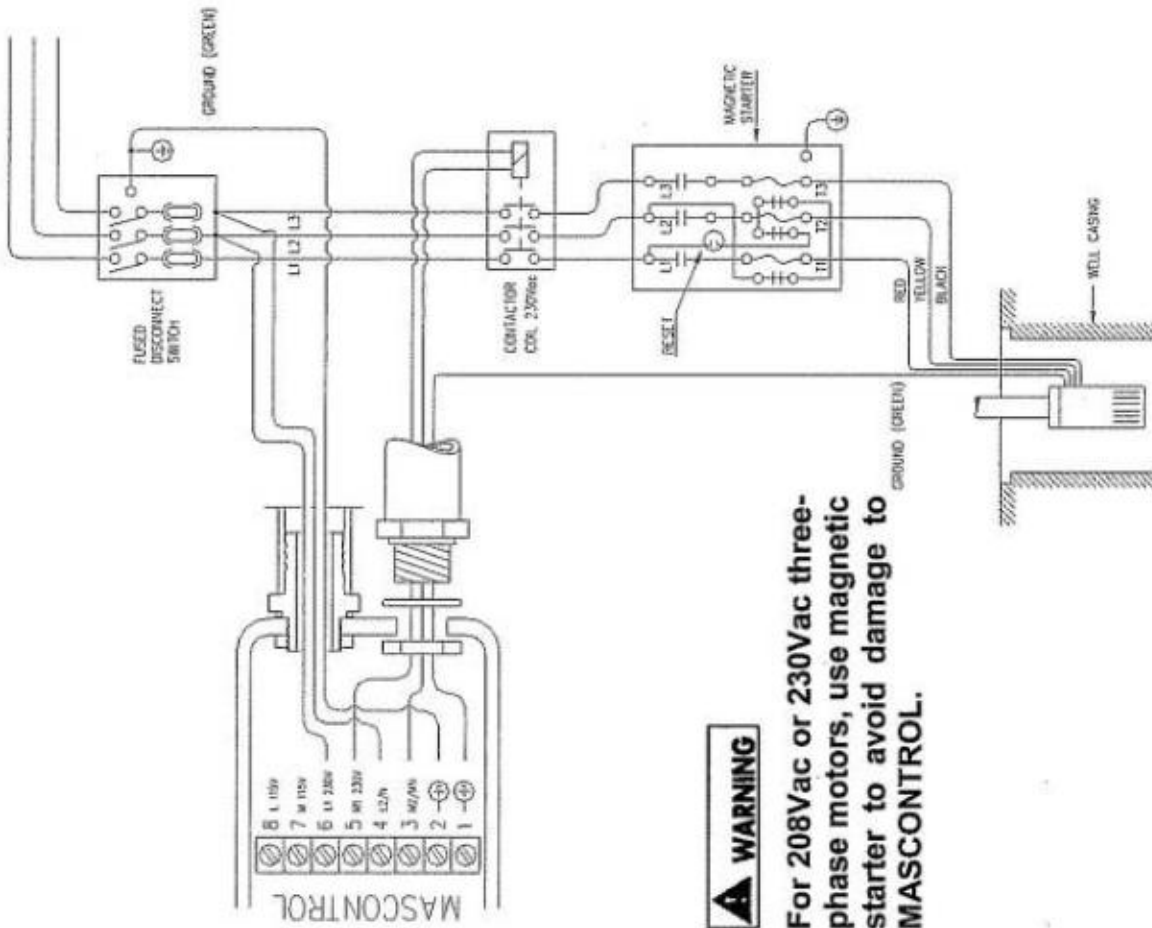 GROUND (GREEN)
FUSED
DISCONNECT
SWITCH
L1 L2 L3
CONTACTOR
COIL 230Vac
MAGNETIC
STARTER
L1
L2
L3
RESET
T1
T2
T3
RED
YELLOW
BLACK
WELL CASING
GROUND (GREEN)
MASCONTROL
8 L 115V
7 M 115V
6 L1 230V
5 M1 230V
4 L2/N
3 M2/MN
2
1
WARNING
For 208Vac or 230Vac three-
phase motors, use magnetic
starter to avoid damage to
MASCONTROL.